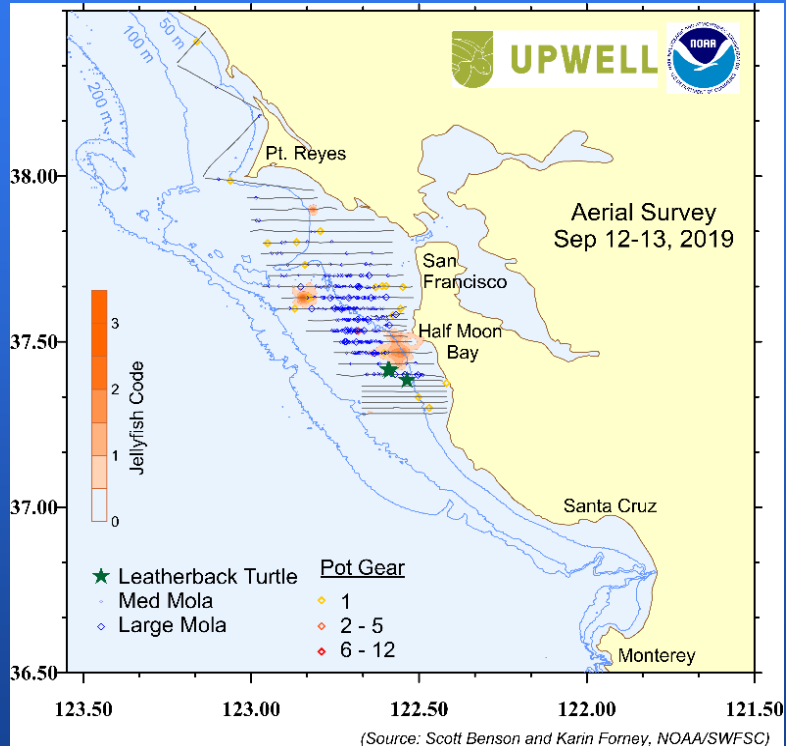 50 m
100 m
200 m
UPWELL
NOAA
Pt. Reyes
38.00
Aerial Survey
Sep 12-13, 2019
San
Francisco
37.50
Half Moon
Bay
3
2
1
0
Jellyfish Code
37.00
Santa Cruz
Leatherback Turtle
Med Mola
Large Mola
Pot Gear
1
2 - 5
6 - 12
Monterey
36.50
123.50
123.00
122.50
122.00
121.50
(Source: Scott Benson and Karin Forney, NOAA/SWFSC)